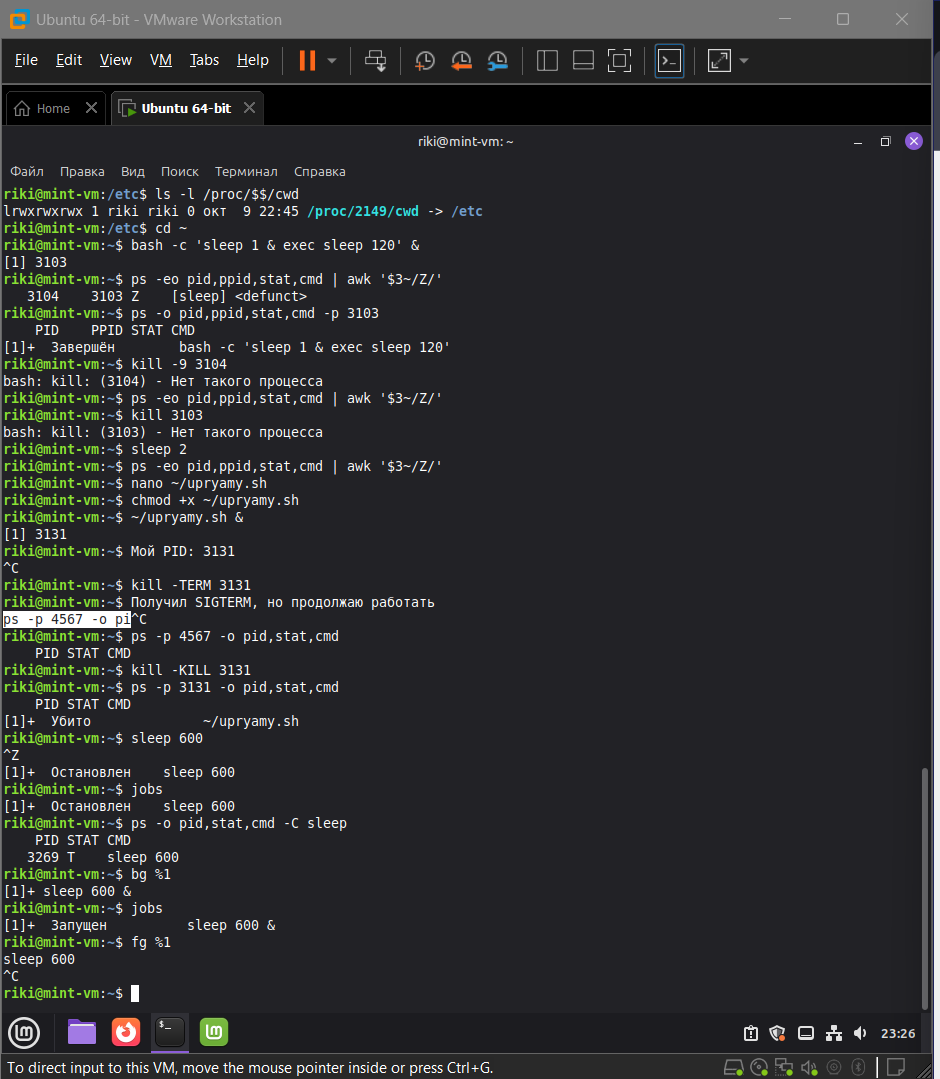 Ubuntu 64-bit - VMware Workstation
File Edit View VM Tabs Help
Home Ubuntu 64-bit
riki@mint-vm: ~
Файл Правка Вид Поиск Терминал Справка
riki@mint-vm:/etc$ ls -l /proc/$$/cwd
lrwxrwxrwx 1 riki riki 0 окт  9 22:45 /proc/2149/cwd -> /etc
riki@mint-vm:/etc$ cd ~
riki@mint-vm:~$ bash -c 'sleep 1 & exec sleep 120' &
[1] 3103
riki@mint-vm:~$ ps -eo pid,ppid,stat,cmd | awk '$3~/Z/'
   3104    3103 Z    [sleep] <defunct>
riki@mint-vm:~$ ps -o pid,ppid,stat,cmd -p 3103
    PID    PPID STAT CMD
[1]+  Завершён        bash -c 'sleep 1 & exec sleep 120'
riki@mint-vm:~$ kill -9 3104
bash: kill: (3104) - Нет такого процесса
riki@mint-vm:~$ ps -eo pid,ppid,stat,cmd | awk '$3~/Z/'
riki@mint-vm:~$ kill 3103
bash: kill: (3103) - Нет такого процесса
riki@mint-vm:~$ sleep 2
riki@mint-vm:~$ ps -eo pid,ppid,stat,cmd | awk '$3~/Z/'
riki@mint-vm:~$ nano ~/upryamy.sh
riki@mint-vm:~$ chmod +x ~/upryamy.sh
riki@mint-vm:~$ ~/upryamy.sh &
[1] 3131
riki@mint-vm:~$ Мой PID: 3131
^C
riki@mint-vm:~$ kill -TERM 3131
riki@mint-vm:~$ Получил SIGTERM, но продолжаю работать
ps -p 4567 -o pi^C
riki@mint-vm:~$ ps -p 4567 -o pid,stat,cmd
    PID STAT CMD
riki@mint-vm:~$ kill -KILL 3131
riki@mint-vm:~$ ps -p 3131 -o pid,stat,cmd
    PID STAT CMD
[1]+  Убито           ~/upryamy.sh
riki@mint-vm:~$ sleep 600
^Z
[1]+  Остановлен    sleep 600
riki@mint-vm:~$ jobs
[1]+  Остановлен    sleep 600
riki@mint-vm:~$ ps -o pid,stat,cmd -C sleep
    PID STAT CMD
   3269 T    sleep 600
riki@mint-vm:~$ bg %1
[1]+ sleep 600 &
riki@mint-vm:~$ jobs
[1]+  Запущен          sleep 600 &
riki@mint-vm:~$ fg %1
sleep 600
^C
riki@mint-vm:~$
23:26
To direct input to this VM, move the mouse pointer inside or press Ctrl+G.